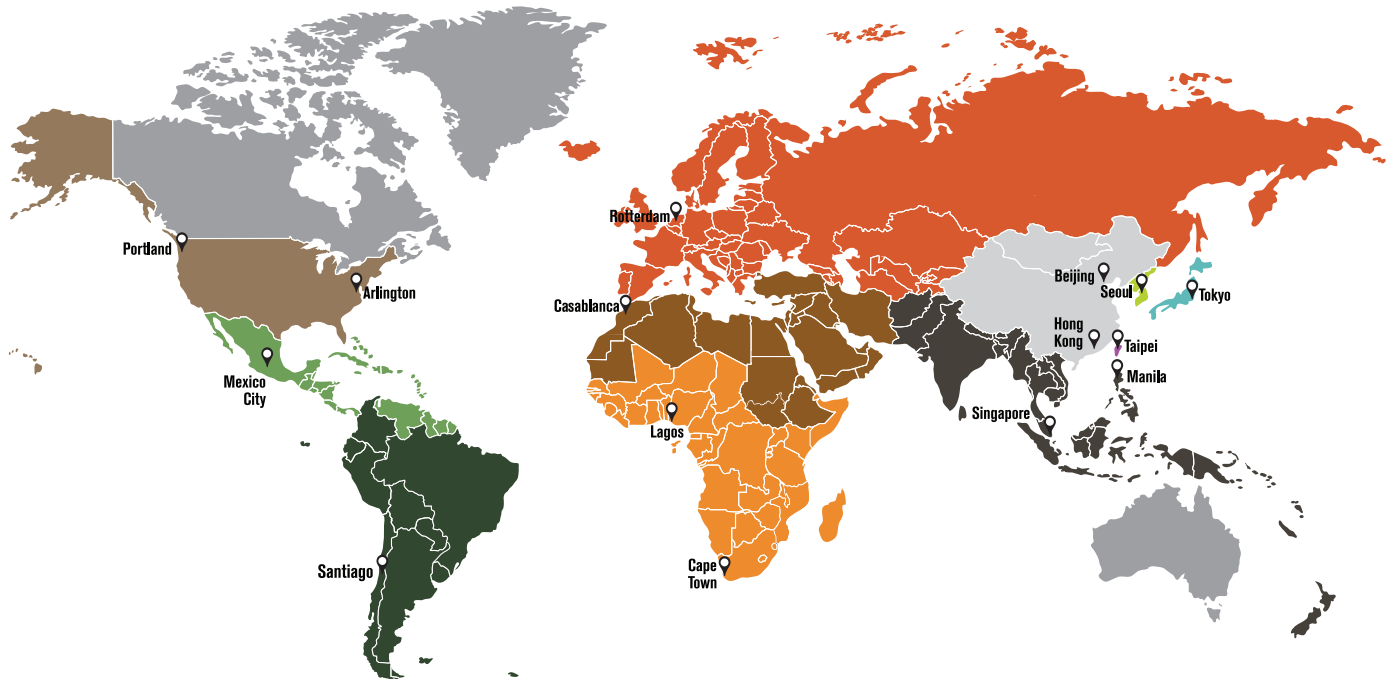 Rotterdam
Portland
Beijing
Arlington
Seoul
Tokyo
Casablanca
Hong
Kong
Taipei
Mexico
City
Manila
Singapore
Lagos
Santiago
Cape
Town